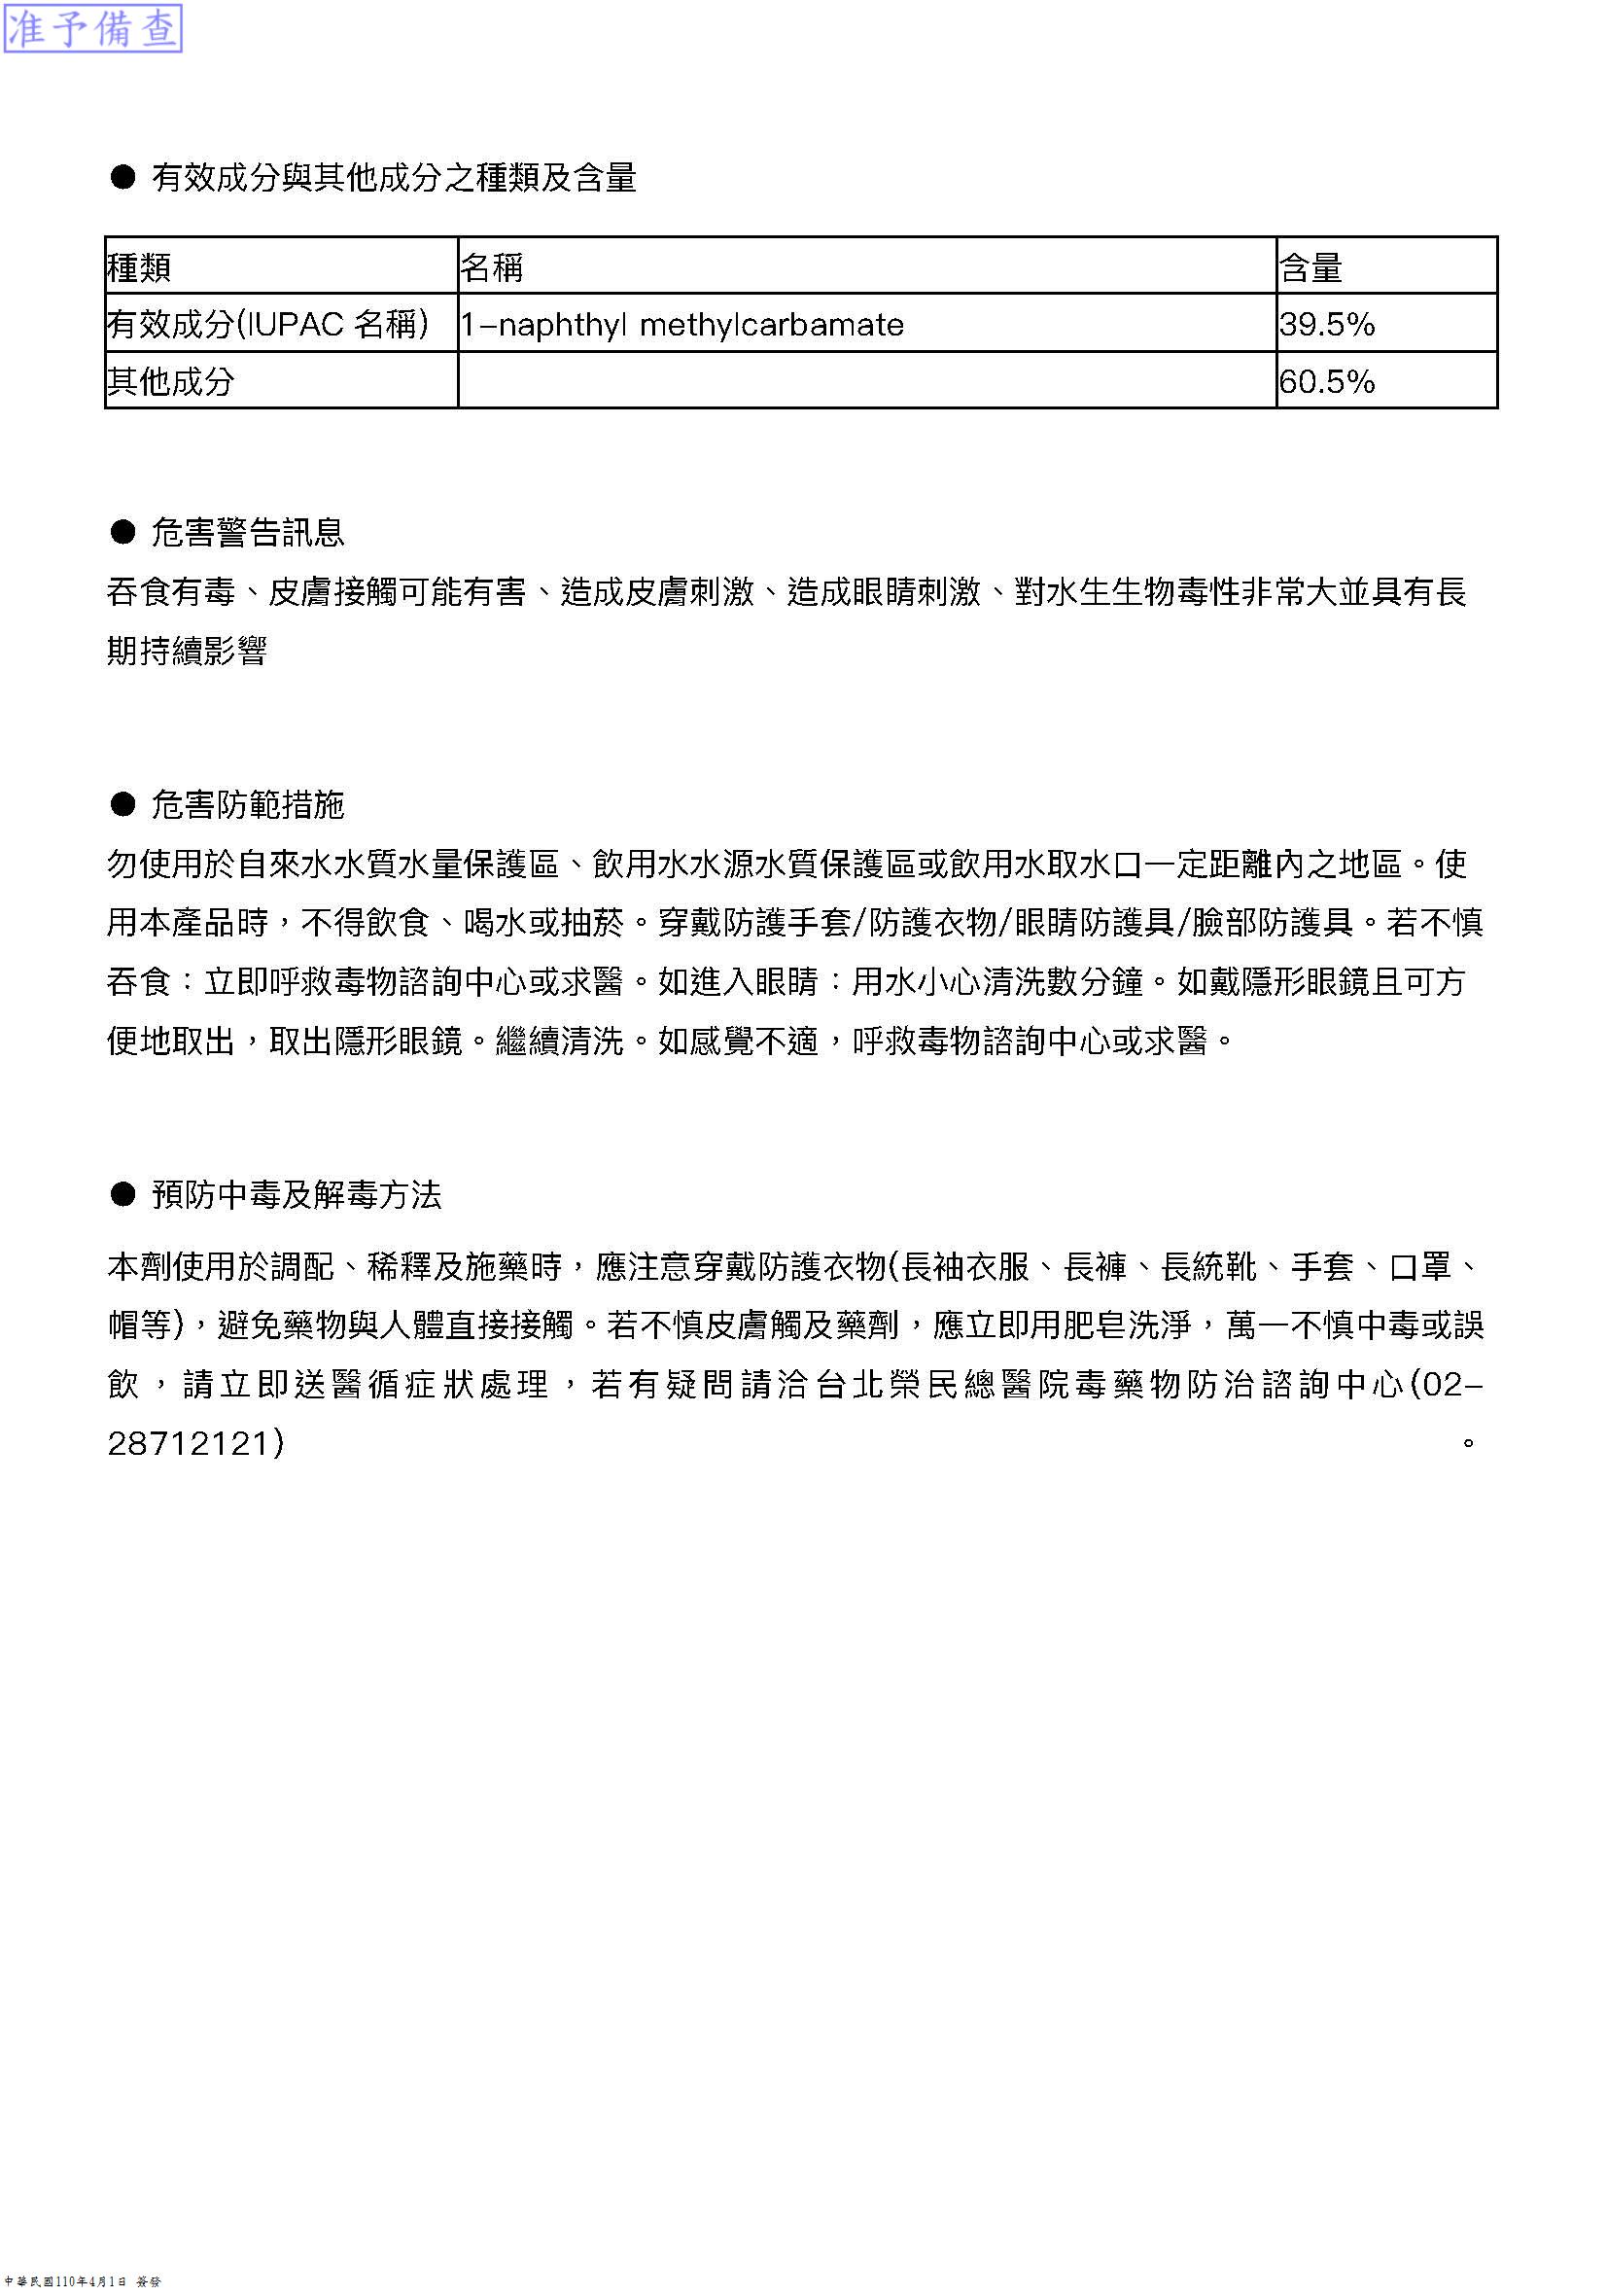 准予備查
● 有效成分與其他成分之種類及含量
種類 名稱 含量
有效成分(IUPAC 名稱) 1-naphthyl methylcarbamate 39.5%
其他成分 60.5%
● 危害警告訊息
吞食有毒、皮膚接觸可能有害、造成皮膚刺激、造成眼睛刺激、對水生生物毒性非常大並具有長
期持續影響
● 危害防範措施
勿使用於自來水水質水量保護區、飲用水水源水質保護區或飲用水取水口一定距離內之地區。使
用本產品時，不得飲食、喝水或抽菸。穿戴防護手套/防護衣物/眼睛防護具/臉部防護具。若不慎
吞食：立即呼救毒物諮詢中心或求醫。如進入眼睛：用水小心清洗數分鐘。如戴隱形眼鏡且可方
便地取出，取出隱形眼鏡。繼續清洗。如感覺不適，呼救毒物諮詢中心或求醫。
● 預防中毒及解毒方法
本劑使用於調配、稀釋及施藥時，應注意穿戴防護衣物(長袖衣服、長褲、長統靴、手套、口罩、
帽等)，避免藥物與人體直接接觸。若不慎皮膚觸及藥劑，應立即用肥皂洗淨，萬一不慎中毒或誤
飲，請立即送醫循症狀處理，若有疑問請洽台北榮民總醫院毒藥物防治諮詢中心(02-
28712121)。
中華民國110年4月1日 簽發